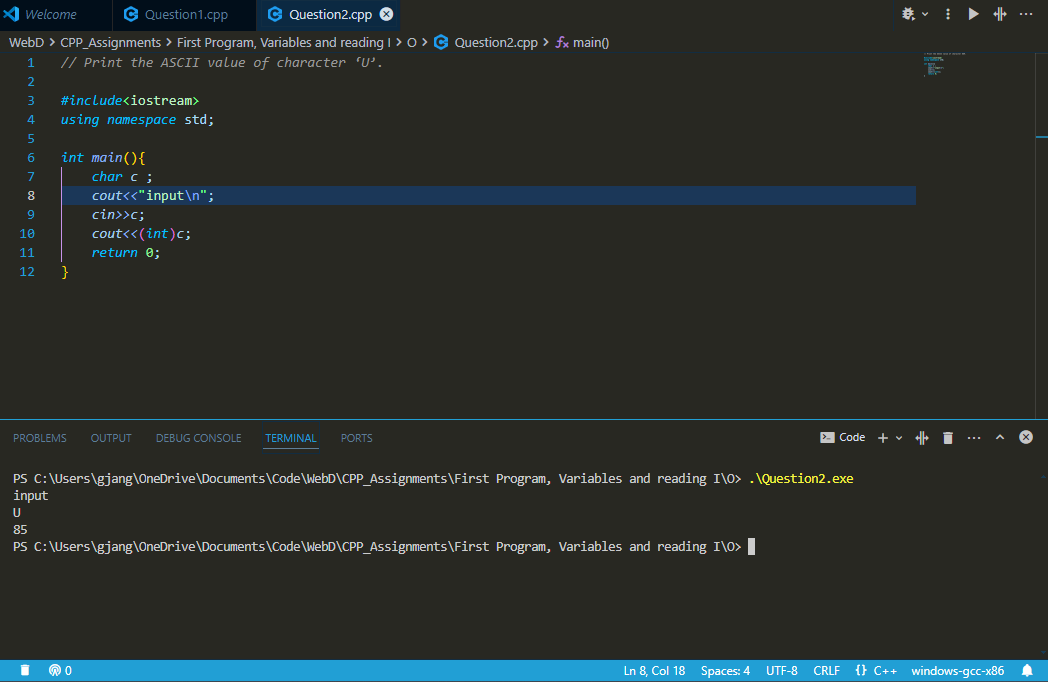 Welcome Question1.cpp Question2.cpp
WebD > CPP_Assignments > First Program, Variables and reading I > O > Question2.cpp > main()
1 // Print the ASCII value of character ‘U’.
2
3 #include<iostream>
4 using namespace std;
5
6 int main(){
7 char c ;
8 cout<<"input\n";
9 cin>>c;
10 cout<<(int)c;
11 return 0;
12 }
PROBLEMS OUTPUT DEBUG CONSOLE TERMINAL PORTS Code
PS C:\Users\gjang\OneDrive\Documents\Code\WebD\CPP_Assignments\First Program, Variables and reading I\O> .\Question2.exe
input
U
85
PS C:\Users\gjang\OneDrive\Documents\Code\WebD\CPP_Assignments\First Program, Variables and reading I\O>
0 Ln 8, Col 18 Spaces: 4 UTF-8 CRLF {} C++ windows-gcc-x86